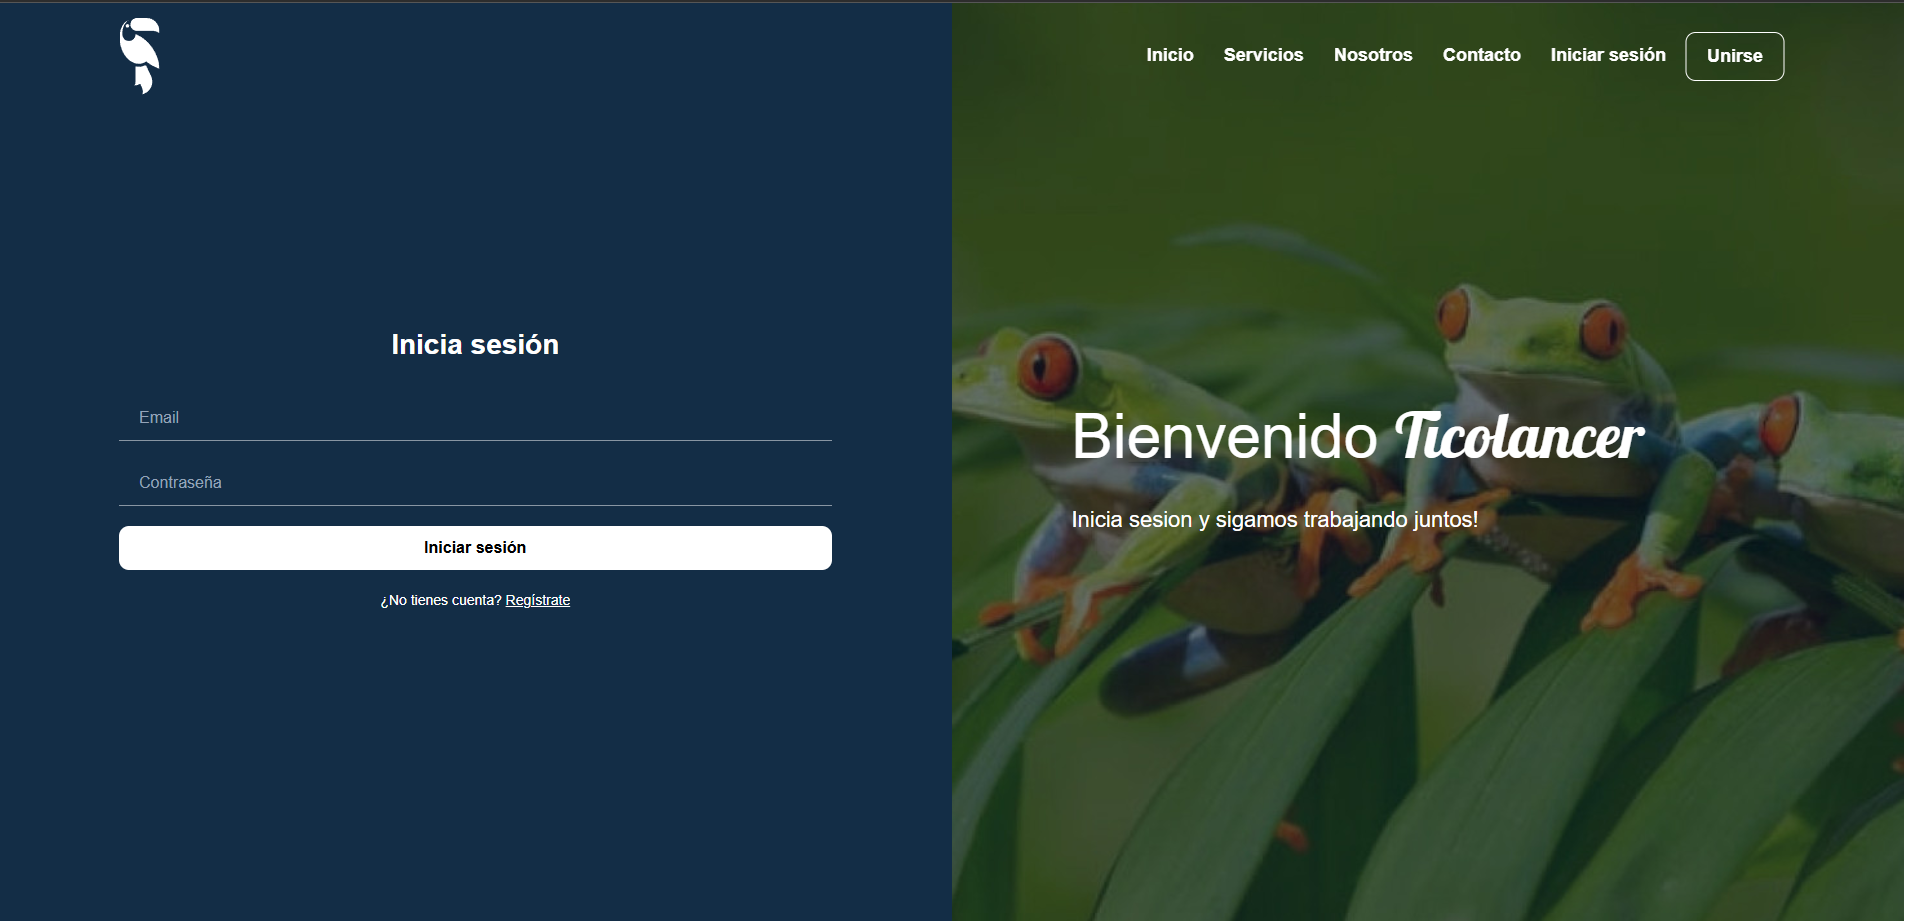 Inicio Servicios Nosotros Contacto Iniciar sesión Unirse
Inicia sesión
Email
Contraseña
Iniciar sesión
¿No tienes cuenta? Regístrate
Bienvenido Ticolancer
Inicia sesion y sigamos trabajando juntos!